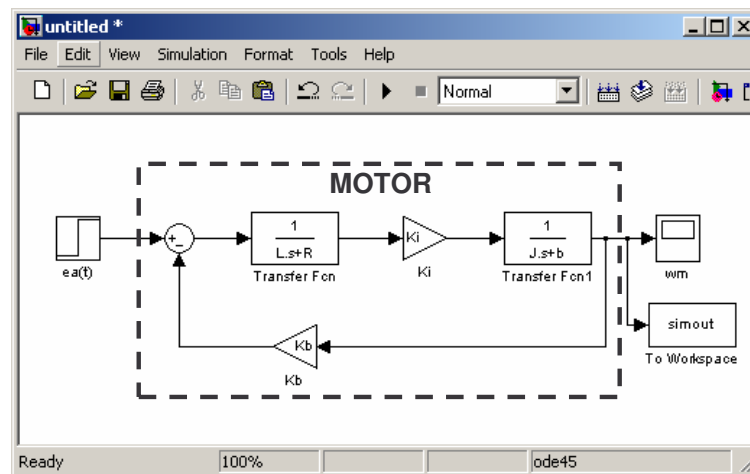 untitled *
File Edit View Simulation Format Tools Help
Normal
MOTOR
+
-
1
L.s+R
Ki
1
J.s+b
ea(t)
Transfer Fcn
Ki
Transfer Fcn1
wm
simout
To Workspace
Kb
Kb
Ready 100% ode45